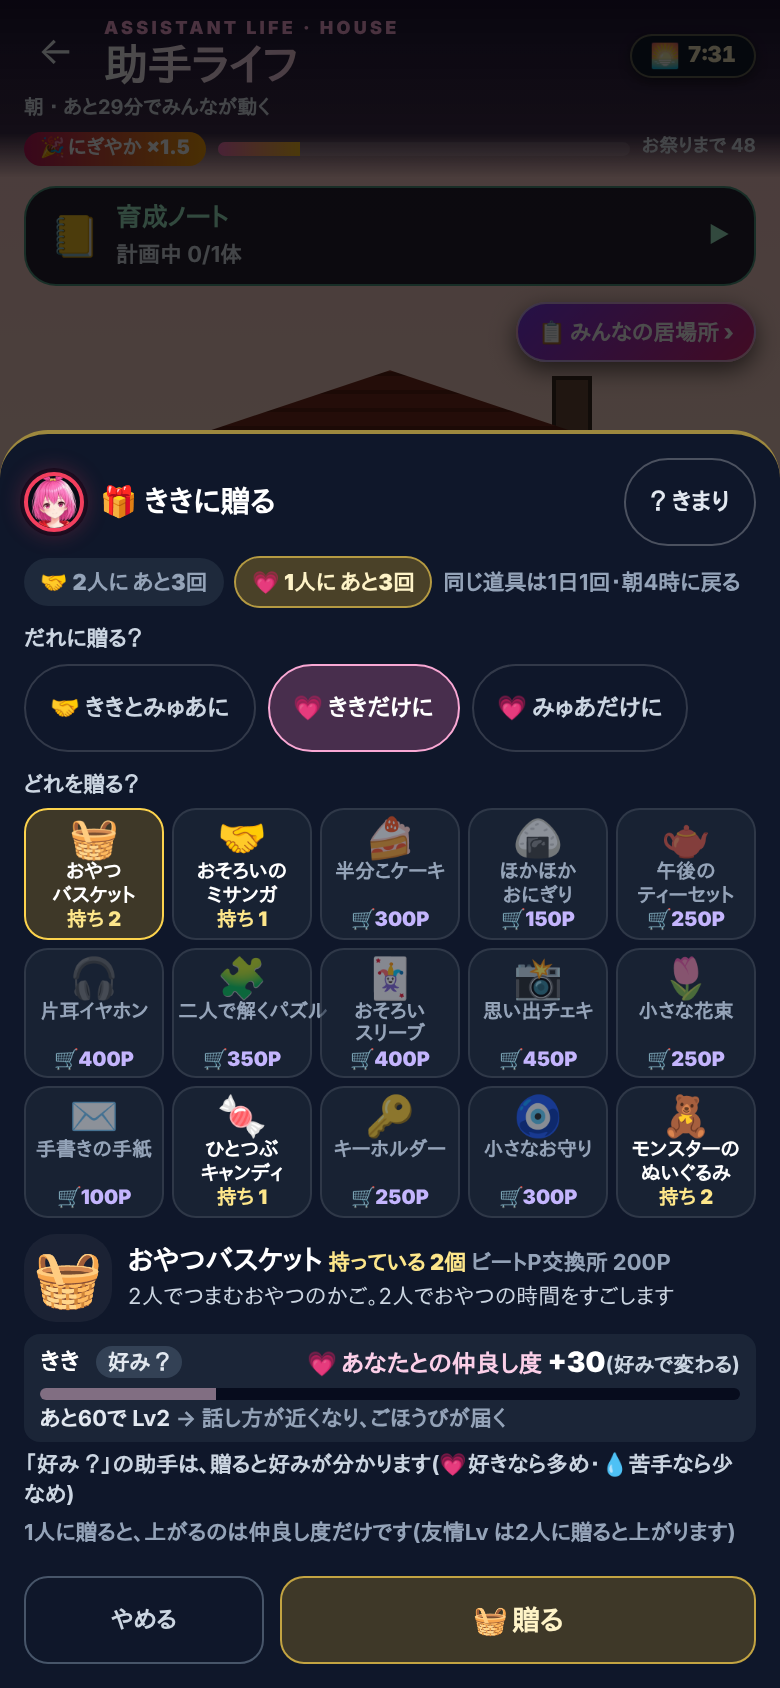 ASSISTANT LIFE · HOUSE
助手ライフ
7:31
朝・あと29分でみんなが動く
にぎやか ×1.5
お祭りまで 48
育成ノート
計画中 0/1体
みんなの居場所 ›
ききに贈る
? きまり
2人に あと3回
1人に あと3回
同じ道具は1日1回・朝4時に戻る
だれに贈る?
ききとみゅあに
ききだけに
みゅあだけに
どれを贈る?
おやつ
バスケット
持ち 2
おそろいの
ミサンガ
持ち 1
半分こケーキ
300P
ほかほか
おにぎり
150P
午後の
ティーセット
250P
片耳イヤホン
400P
二人で解くパズル
350P
おそろい
スリーブ
400P
思い出チェキ
450P
小さな花束
250P
手書きの手紙
100P
ひとつぶ
キャンディ
持ち 1
キーホルダー
250P
小さなお守り
300P
モンスターの
ぬいぐるみ
持ち 2
おやつバスケット 持っている 2個 ビートP交換所 200P
2人でつまむおやつのかご。2人でおやつの時間をすごします
きき 好み ? あなたとの仲良し度 +30(好みで変わる)
あと60で Lv2 → 話し方が近くなり、ごほうびが届く
「好み ?」の助手は、贈ると好みが分かります(💗好きなら多め・💧苦手なら少
なめ)
1人に贈ると、上がるのは仲良し度だけです(友情Lv は2人に贈ると上がります)
やめる
贈る